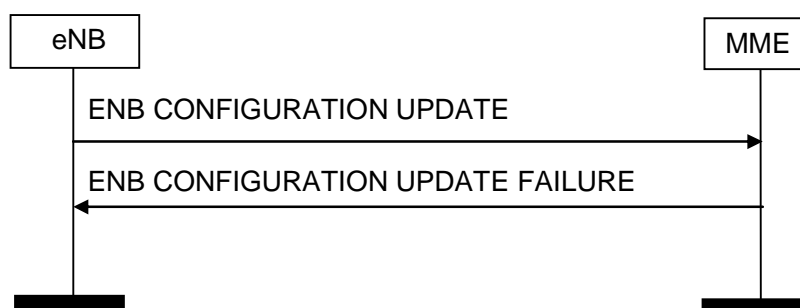 eNB
MME
ENB CONFIGURATION UPDATE
ENB CONFIGURATION UPDATE FAILURE